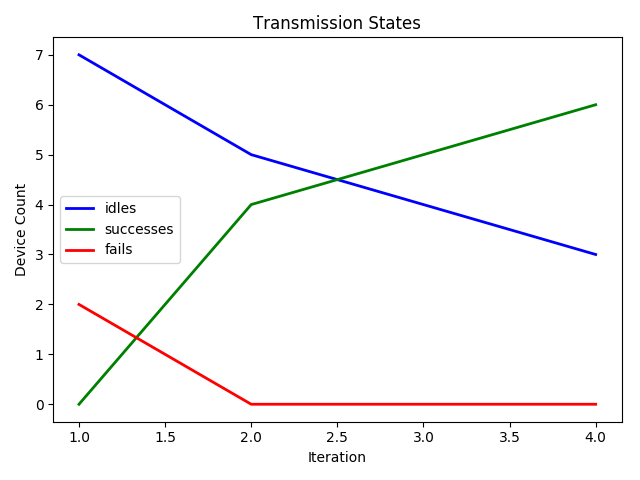 Transmission States
Device Count
7
6
5
4
3
2
1
0
idles
successes
fails
1.0 1.5 2.0 2.5 3.0 3.5 4.0
Iteration